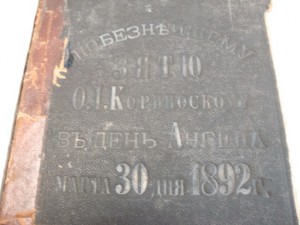 ЛЮБЕЗНѢЙШЕМУ
ЗЯТЮ
О.І.
ВЪ ДЕНЬ АНГЕЛА
МАРТА 30 ДНЯ 1892 Г.